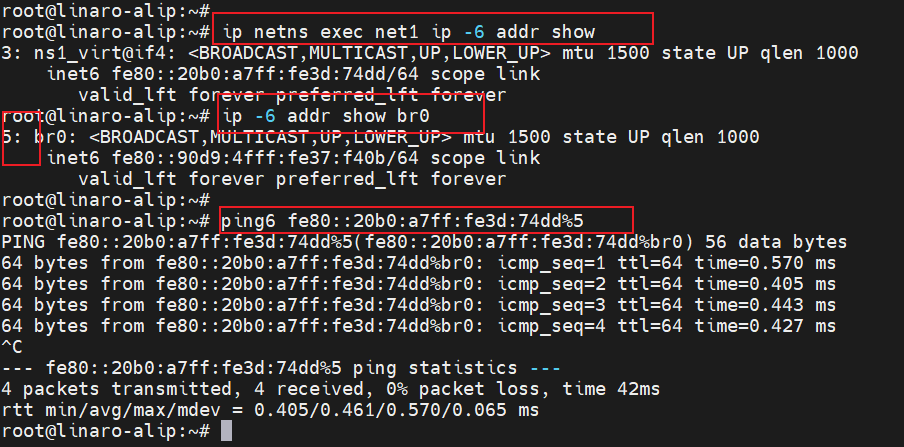 root@linaro-alip:~#
root@linaro-alip:~# ip netns exec net1 ip -6 addr show
3: ns1_virt@if4: <BROADCAST,MULTICAST,UP,LOWER_UP> mtu 1500 state UP qlen 1000
    inet6 fe80::20b0:a7ff:fe3d:74dd/64 scope link
       valid_lft forever preferred_lft forever
root@linaro-alip:~# ip -6 addr show br0
5: br0: <BROADCAST,MULTICAST,UP,LOWER_UP> mtu 1500 state UP qlen 1000
    inet6 fe80::90d9:4fff:fe37:f40b/64 scope link
       valid_lft forever preferred_lft forever
root@linaro-alip:~#
root@linaro-alip:~# ping6 fe80::20b0:a7ff:fe3d:74dd%5
PING fe80::20b0:a7ff:fe3d:74dd%5(fe80::20b0:a7ff:fe3d:74dd%br0) 56 data bytes
64 bytes from fe80::20b0:a7ff:fe3d:74dd%br0: icmp_seq=1 ttl=64 time=0.570 ms
64 bytes from fe80::20b0:a7ff:fe3d:74dd%br0: icmp_seq=2 ttl=64 time=0.405 ms
64 bytes from fe80::20b0:a7ff:fe3d:74dd%br0: icmp_seq=3 ttl=64 time=0.443 ms
64 bytes from fe80::20b0:a7ff:fe3d:74dd%br0: icmp_seq=4 ttl=64 time=0.427 ms
^C
--- fe80::20b0:a7ff:fe3d:74dd%5 ping statistics ---
4 packets transmitted, 4 received, 0% packet loss, time 42ms
rtt min/avg/max/mdev = 0.405/0.461/0.570/0.065 ms
root@linaro-alip:~#